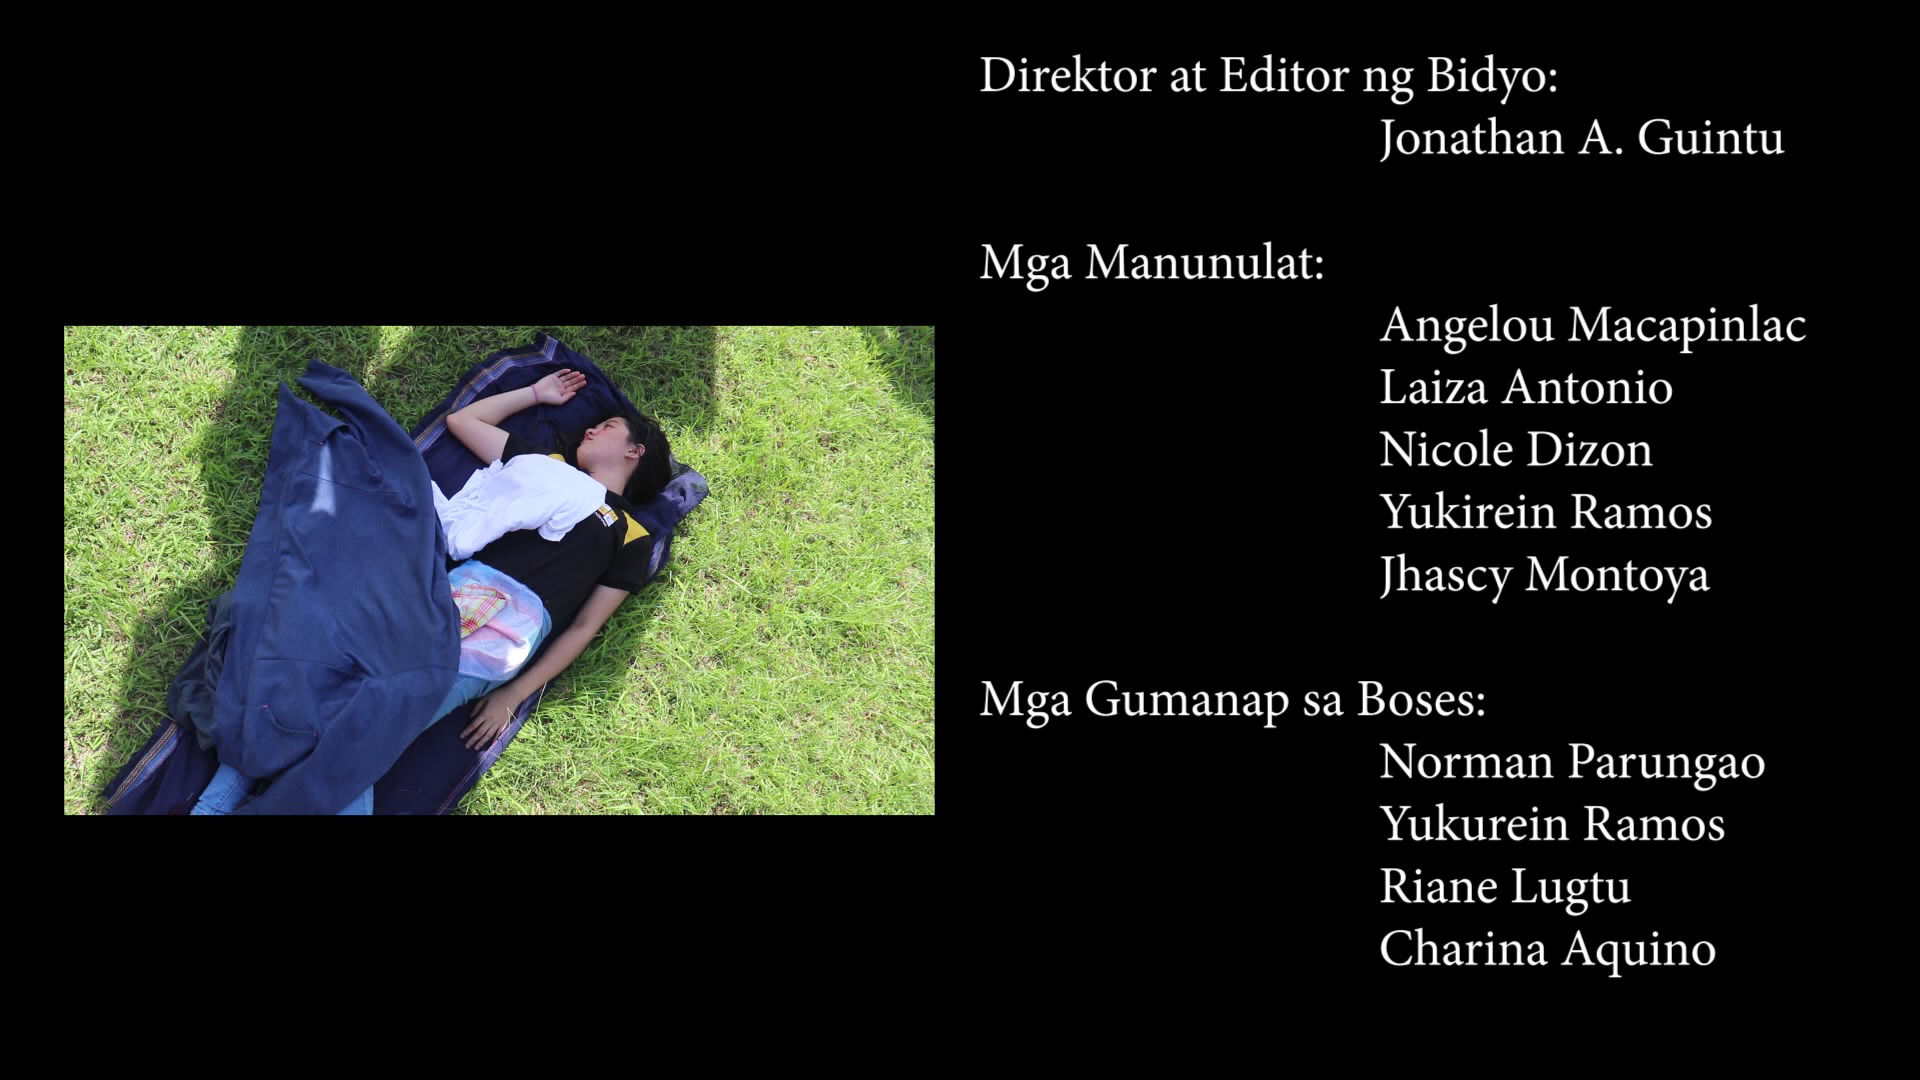 Direktor at Editor ng Bidyo:
Jonathan A. Guintu
Mga Manunulat:
Angelou Macapinlac
Laiza Antonio
Nicole Dizon
Yukirein Ramos
Jhascy Montoya
Mga Gumanap sa Boses:
Norman Parungao
Yukurein Ramos
Riane Lugtu
Charina Aquino